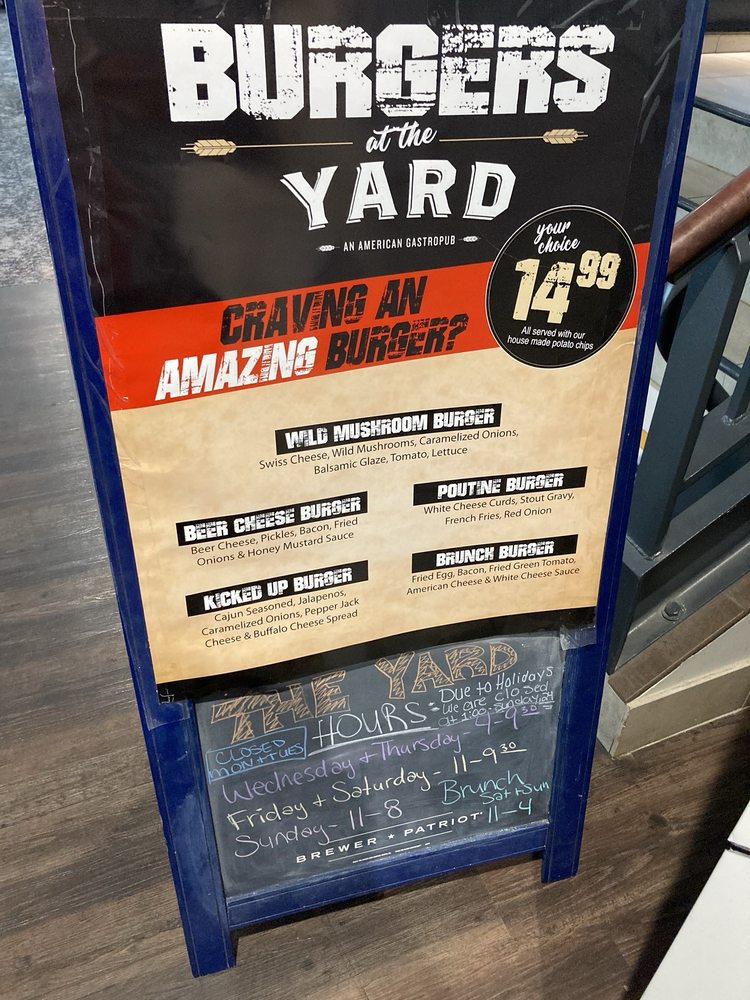 BURGERS
at the
YARD
AN AMERICAN GASTROPUB
your
choice
14.99
All served with our
house made potato chips
CRAVING AN
AMAZING BURGER?
WILD MUSHROOM BURGER
Swiss Cheese, Wild Mushrooms, Caramelized Onions,
Balsamic Glaze, Tomato, Lettuce
BEER CHEESE BURGER
Beer Cheese, Pickles, Bacon, Fried
Onions & Honey Mustard Sauce
POUTINE BURGER
White Cheese Curds, Stout Gravy,
French Fries, Red Onion
KICKED UP BURGER
Cajun Seasoned, Jalapenos,
Caramelized Onions, Pepper Jack
Cheese & Buffalo Cheese Spread
BRUNCH BURGER
Fried Egg, Bacon, Fried Green Tomato,
American Cheese & White Cheese Sauce
THE YARD
HOURS
Due to Holidays
We are closed
at 1:00 - Sunday
CLOSED
MON + TUES
Wednesday + Thursday - 4-9:30
Friday + Saturday - 11-9:30
Sunday - 11-8
Brunch
Sat + Sun
11-4
BREWER ★ PATRIOT